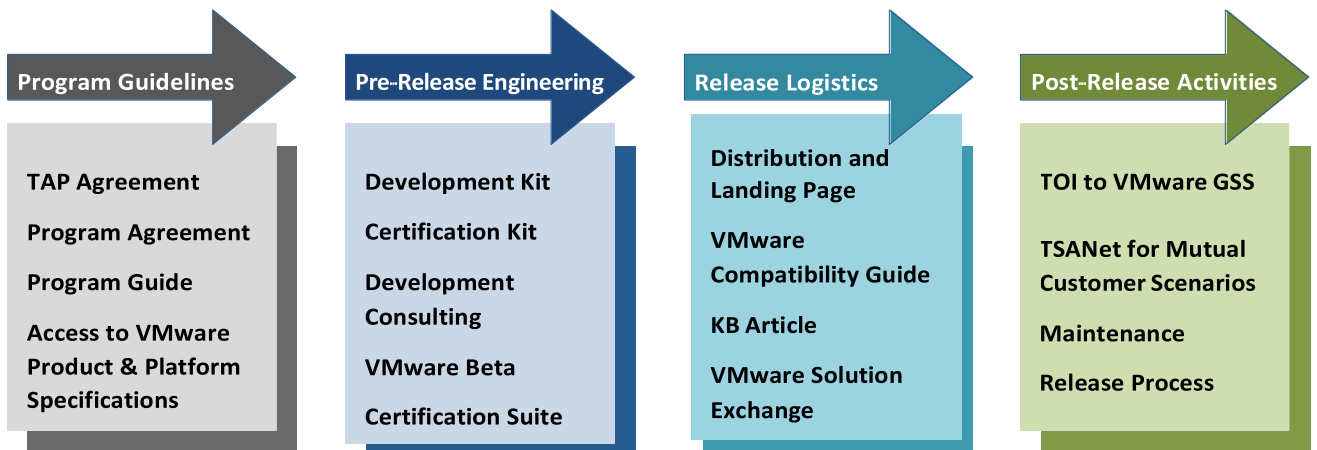 Program Guidelines
TAP Agreement
Program Agreement
Program Guide
Access to VMware
Product & Platform
Specifications
Pre-Release Engineering
Development Kit
Certification Kit
Development
Consulting
VMware Beta
Certification Suite
Release Logistics
Distribution and
Landing Page
VMware
Compatibility Guide
KB Article
VMware Solution
Exchange
Post-Release Activities
TOI to VMware GSS
TSANet for Mutual
Customer Scenarios
Maintenance
Release Process